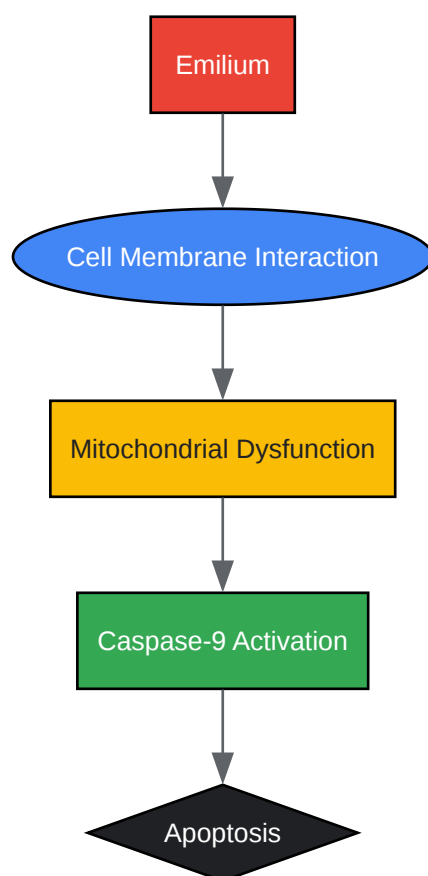 Emilium
Cell Membrane Interaction
Mitochondrial Dysfunction
Caspase-9 Activation
Apoptosis